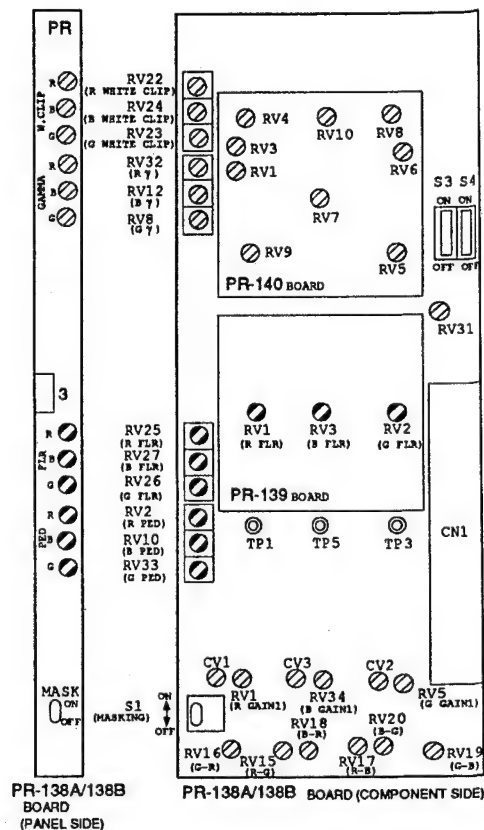 PR
W.CLIP
R
B
G
GAMMA
R
B
G
3
FLR
R
B
G
PED
R
B
G
MASK
ON
OFF
PR-138A/138B
BOARD
(PANEL SIDE)
RV22
(R WHITE CLIP)
RV24
(B WHITE CLIP)
RV23
(G WHITE CLIP)
RV32
(R γ)
RV12
(B γ)
RV8
(G γ)
RV25
(R FLR)
RV27
(B FLR)
RV26
(G FLR)
RV2
(R PED)
RV10
(B PED)
RV33
(G PED)
S1
(MASKING)
ON
OFF
RV4
RV10
RV8
RV3
RV6
RV1
RV7
RV9
RV5
PR-140 BOARD
S3 S4
ON ON
OFF OFF
RV31
RV1
(R FLR)
RV3
(B FLR)
RV2
(G FLR)
PR-139 BOARD
TP1
TP5
TP3
CN1
CV1
CV3
CV2
RV1
(R GAIN1)
RV34
(B GAIN1)
RV5
(G GAIN1)
RV18
(B-R)
RV20
(B-G)
RV16
(G-R)
RV15
(R-G)
RV17
(R-B)
RV19
(G-B)
PR-138A/138B BOARD (COMPONENT SIDE)